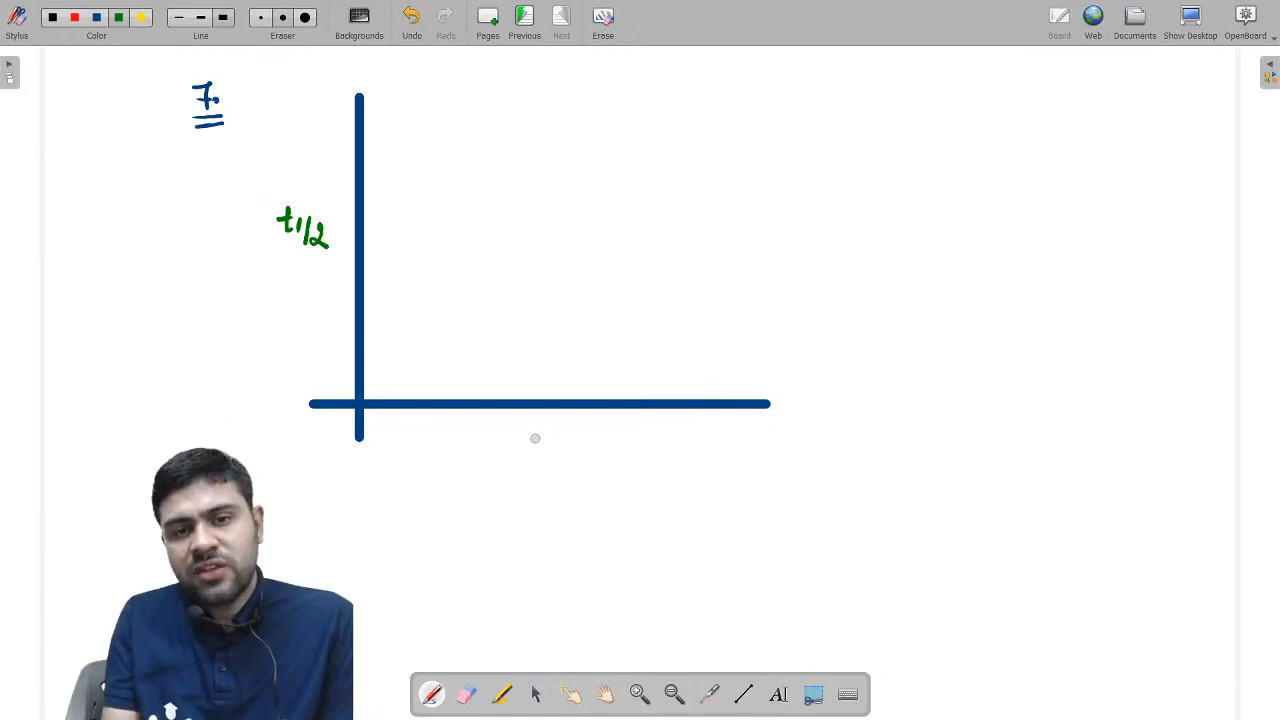 Stylus
Color
Line
Eraser
Backgrounds
Undo
Redo
Pages
Previous
Next
Erase
Board
Web
Documents
Show Desktop
OpenBoard
7.
t1/2
AI